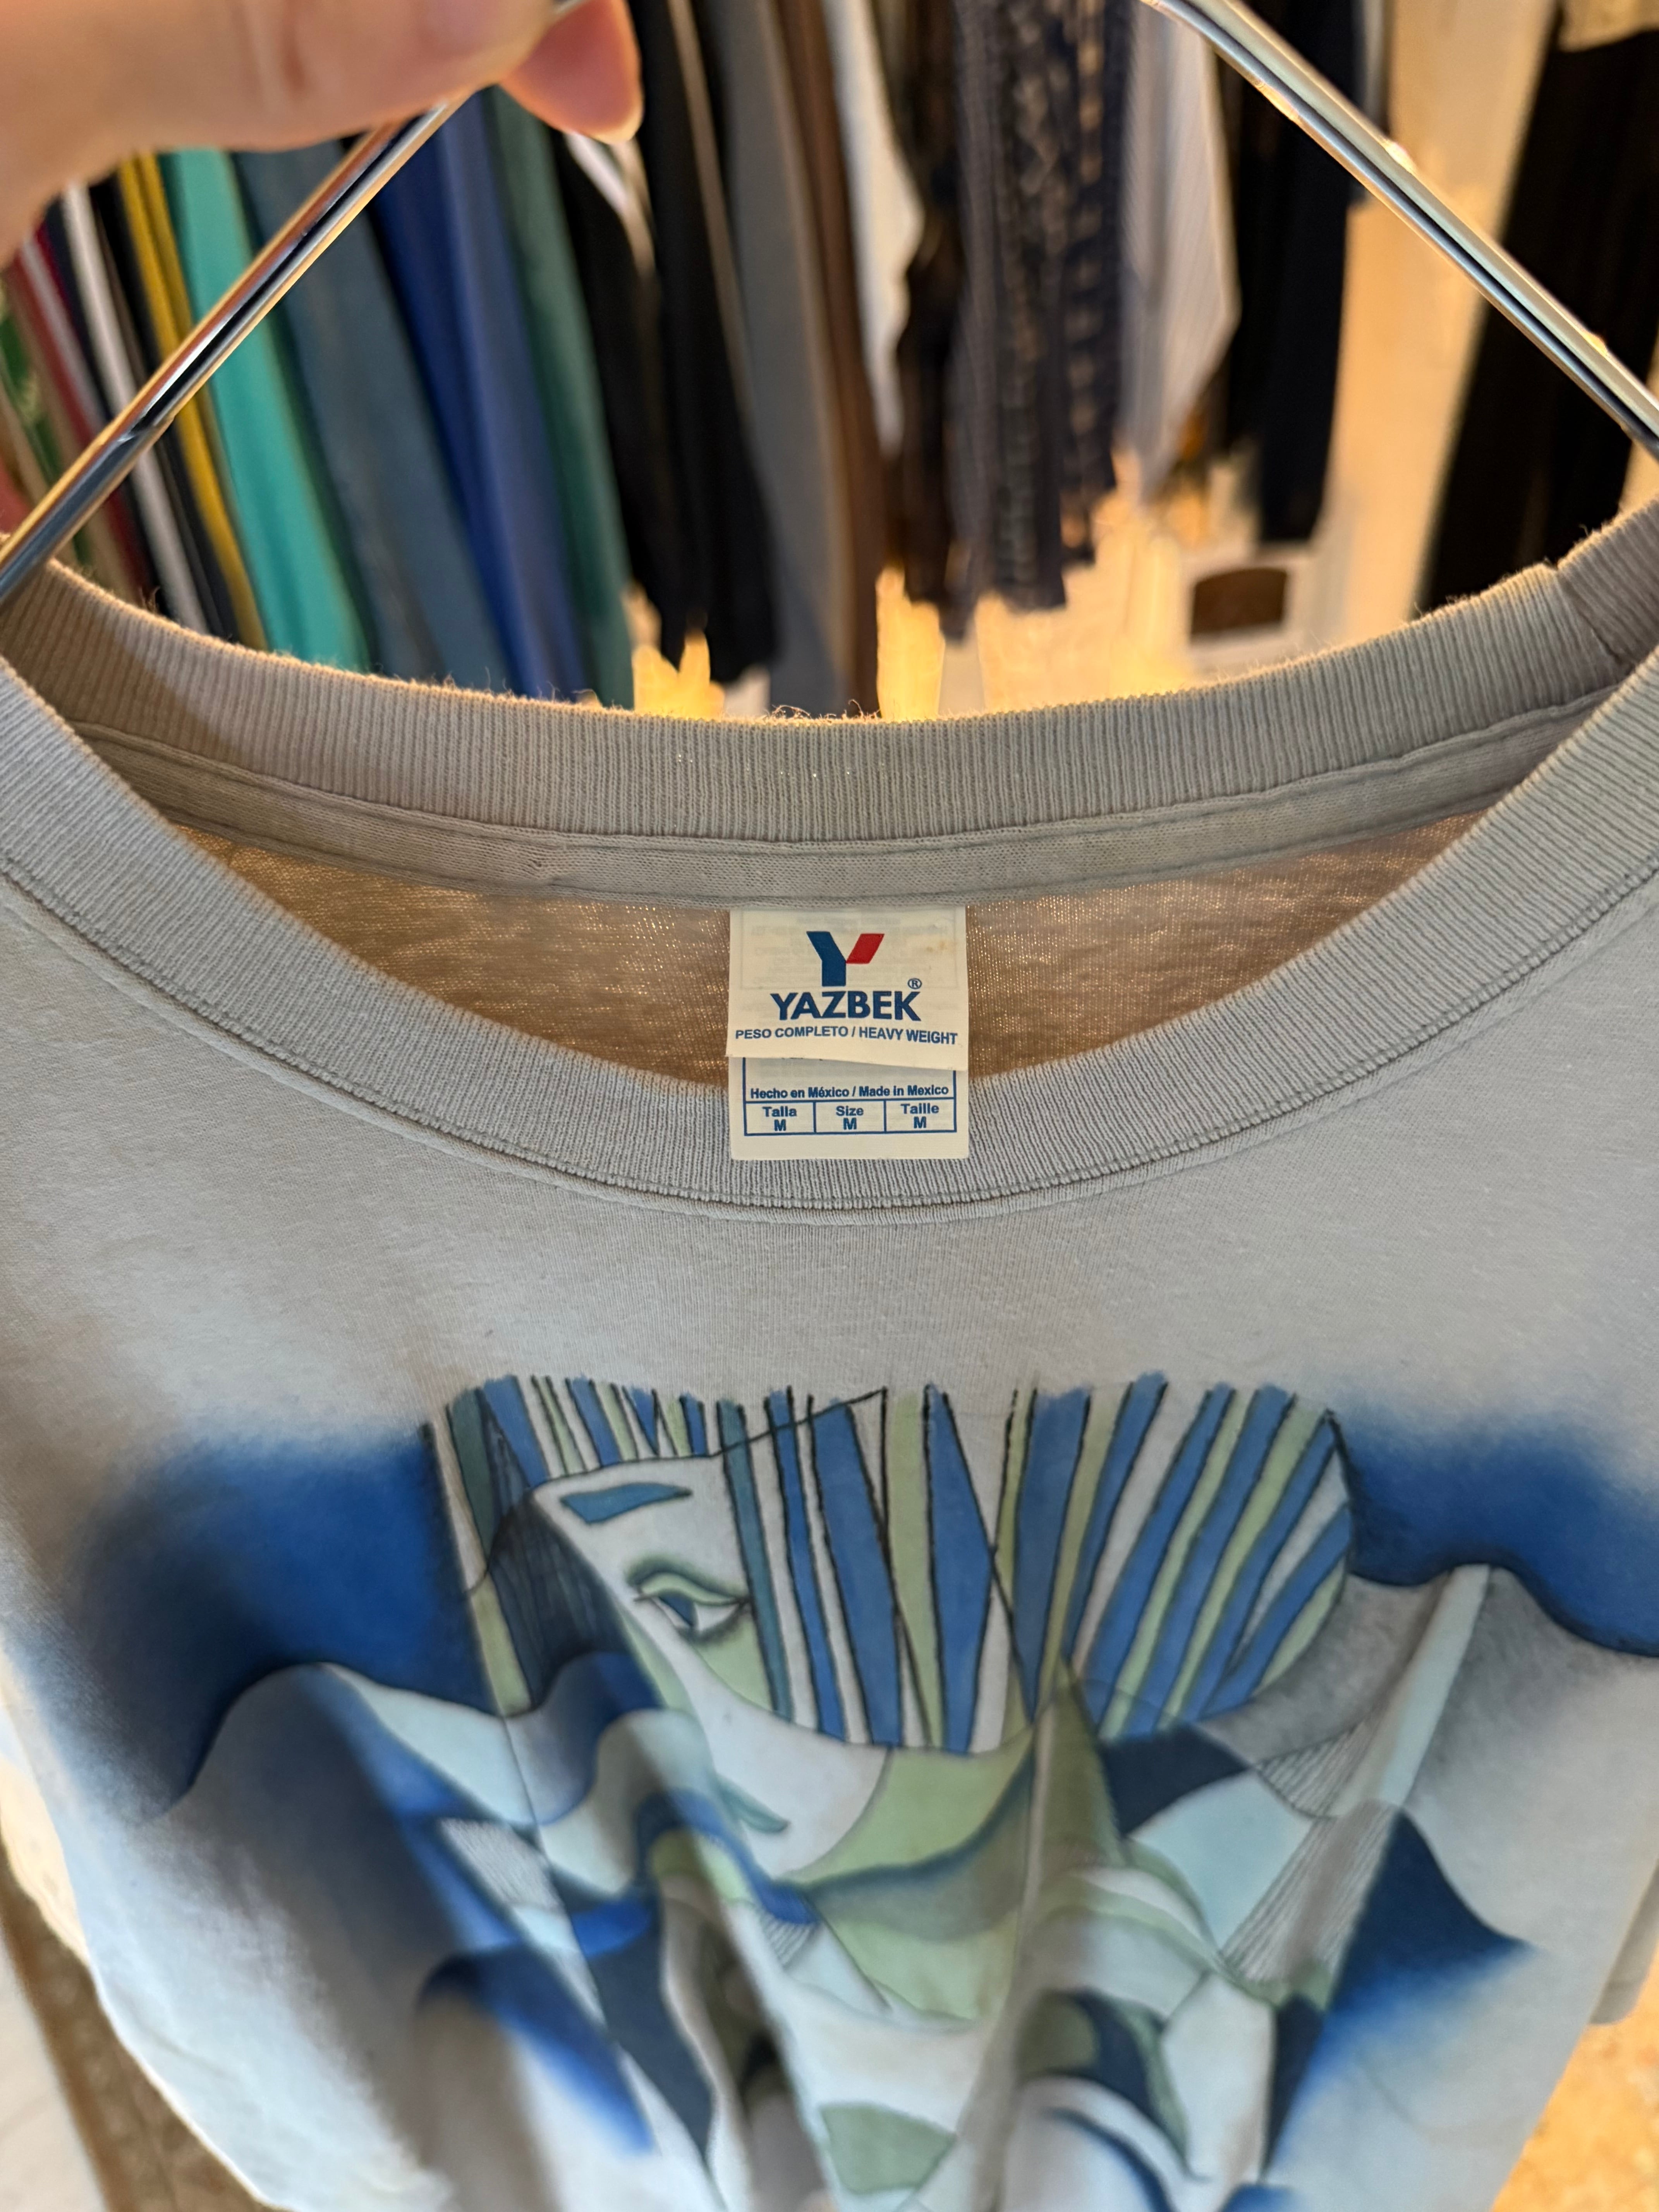 Y
YAZBEK®
PESO COMPLETO / HEAVY WEIGHT
Hecho en México / Made in Mexico
Talla Size Taille
M M M